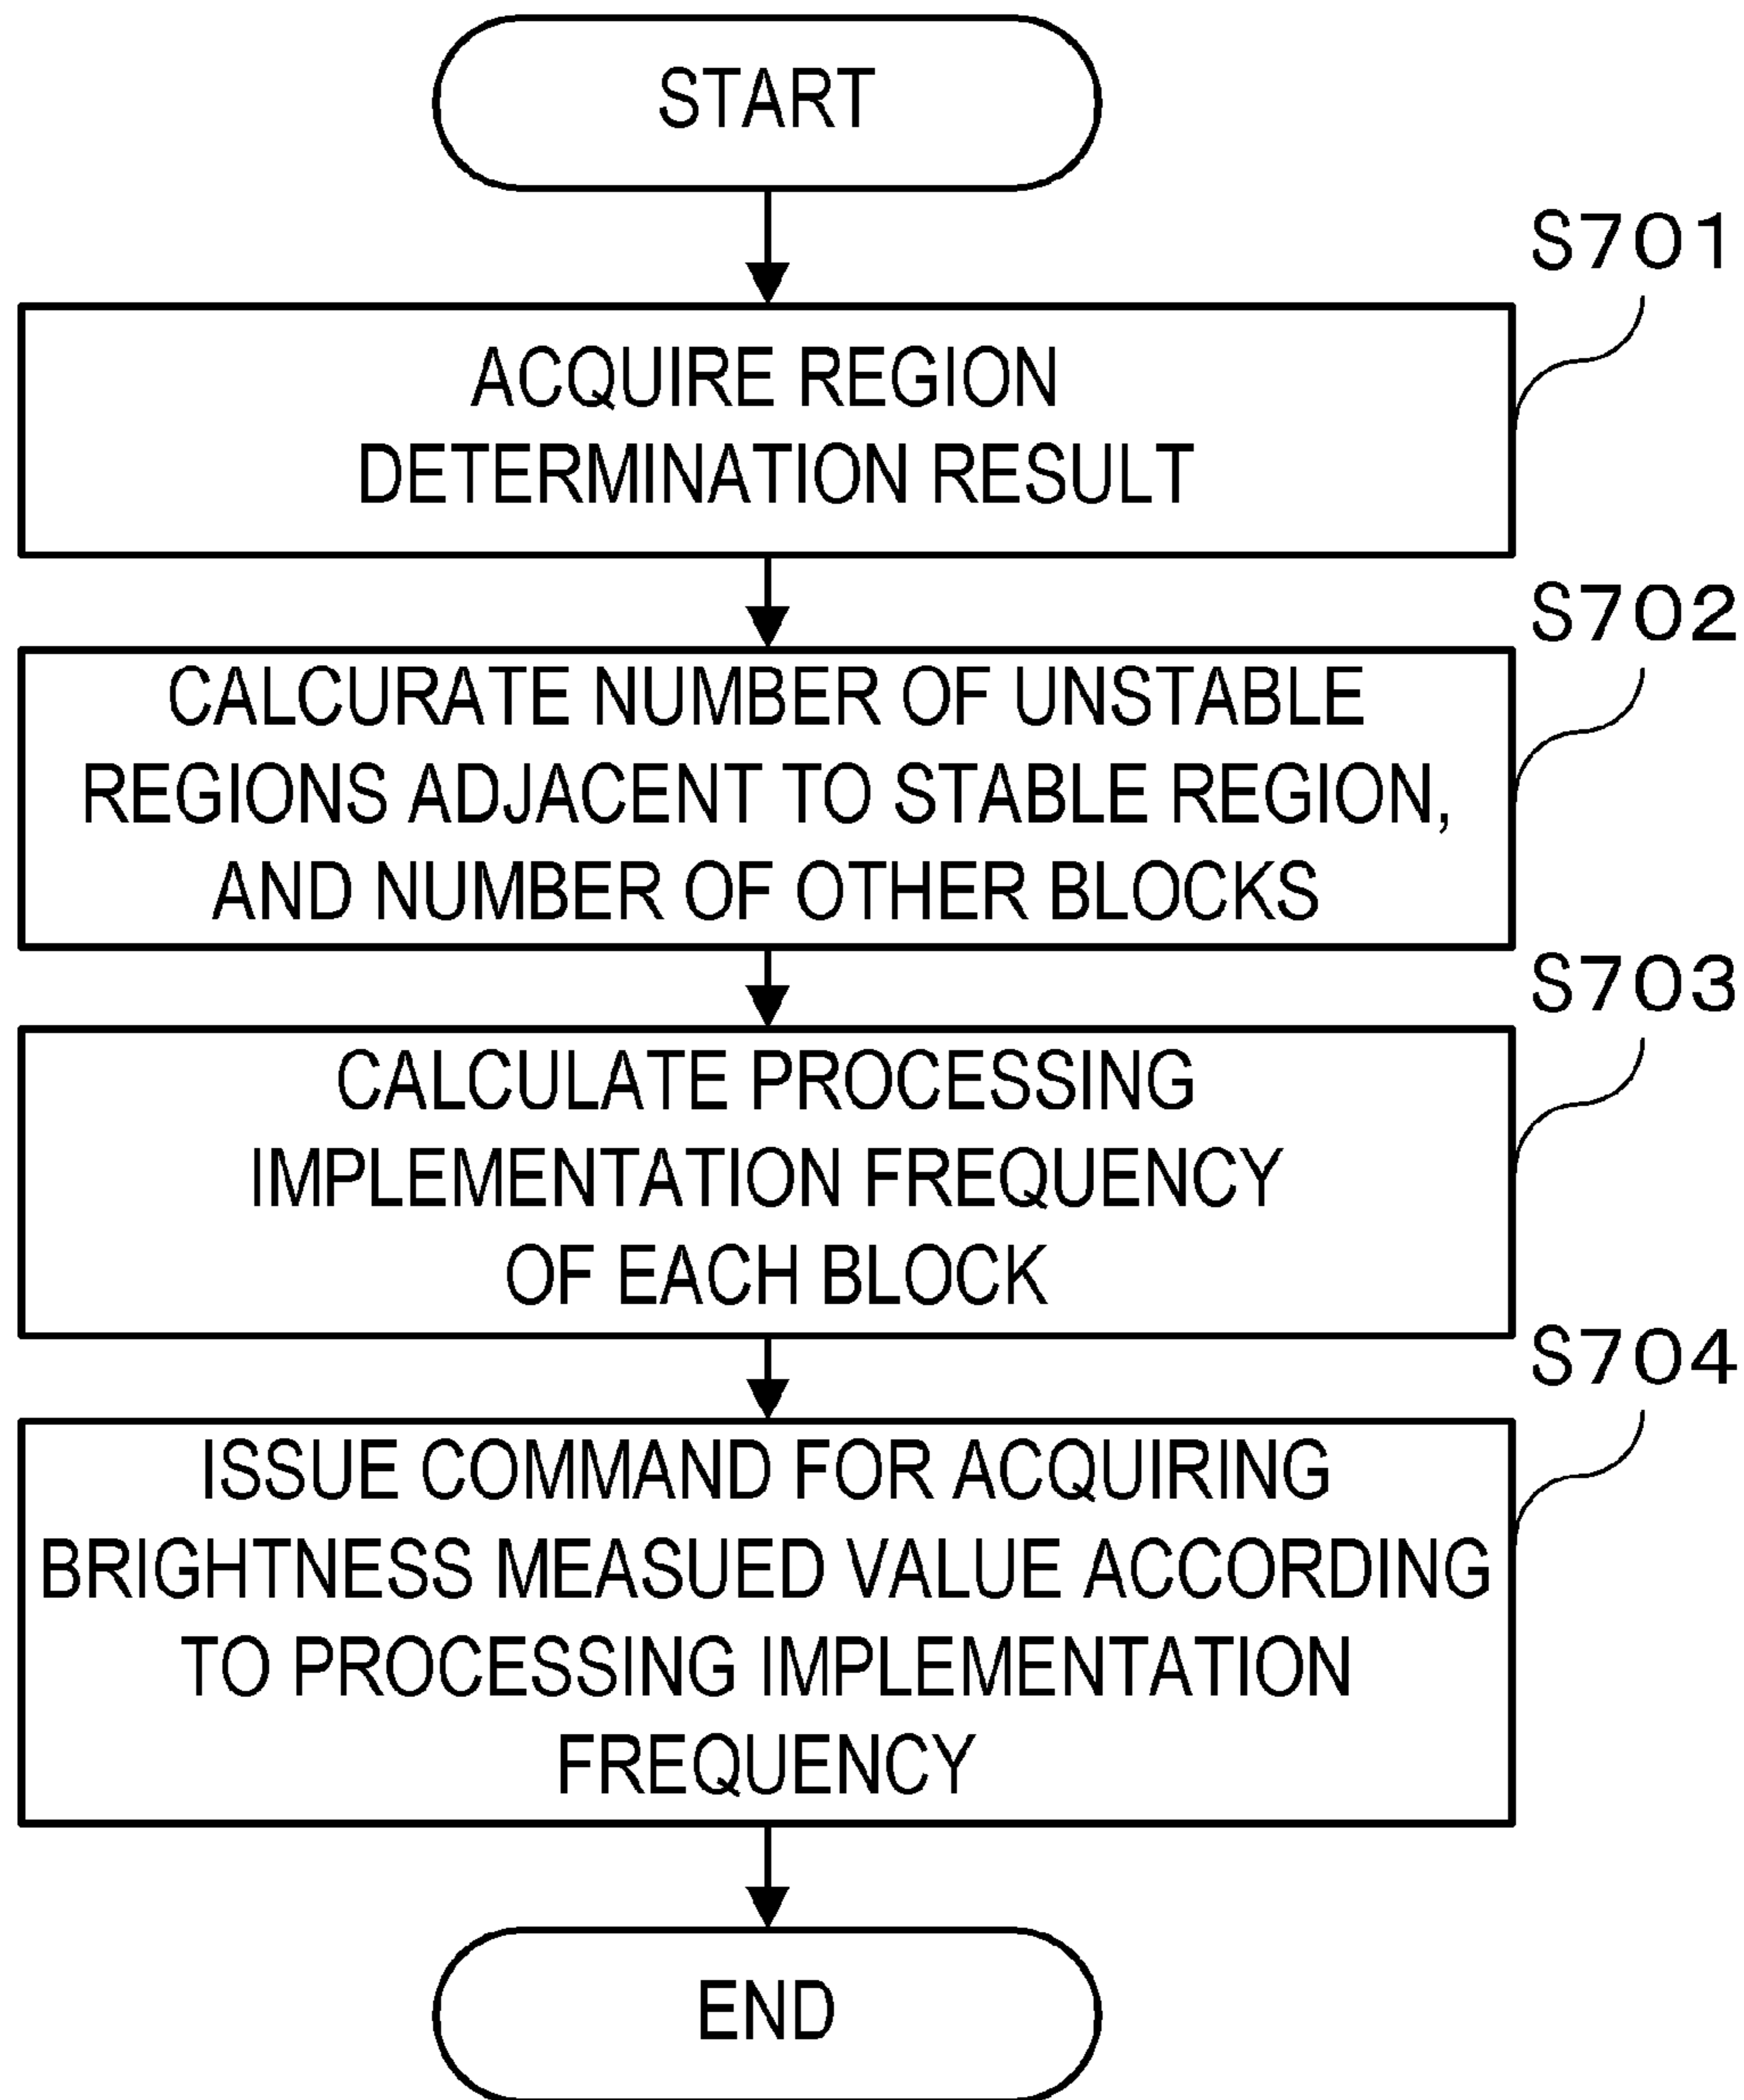 START
S701
ACQUIRE REGION
DETERMINATION RESULT
S702
CALCURATE NUMBER OF UNSTABLE
REGIONS ADJACENT TO STABLE REGION,
AND NUMBER OF OTHER BLOCKS
S703
CALCULATE PROCESSING
IMPLEMENTATION FREQUENCY
OF EACH BLOCK
S704
ISSUE COMMAND FOR ACQUIRING
BRIGHTNESS MEASUED VALUE ACCORDING
TO PROCESSING IMPLEMENTATION
FREQUENCY
END